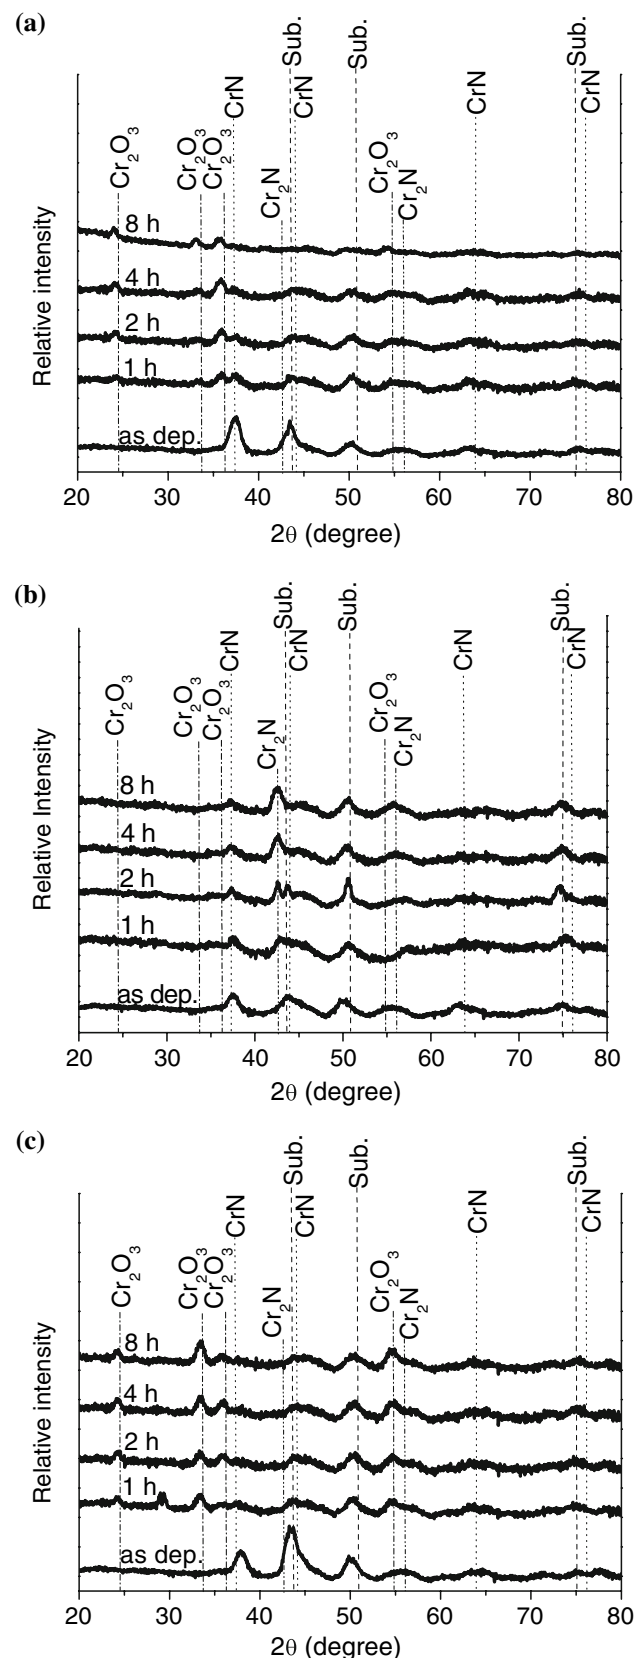 (a)
Cr2O3
Cr2O3
Cr2O3
CrN
Cr2N
Sub.
CrN
Sub.
Cr2O3
Cr2N
CrN
Sub.
CrN
Relative intensity
8 h
4 h
2 h
1 h
as dep.
20 30 40 50 60 70 80
2θ (degree)
(b)
Cr2O3
Cr2O3
Cr2O3
CrN
Cr2N
Sub.
CrN
Sub.
Cr2O3
Cr2N
CrN
Sub.
CrN
Relative Intensity
8 h
4 h
2 h
1 h
as dep.
20 30 40 50 60 70 80
2θ (degree)
(c)
Cr2O3
Cr2O3
Cr2O3
CrN
Cr2N
Sub.
CrN
Sub.
Cr2O3
Cr2N
CrN
Sub.
CrN
Relative intensity
8 h
4 h
2 h
1 h
as dep.
20 30 40 50 60 70 80
2θ (degree)